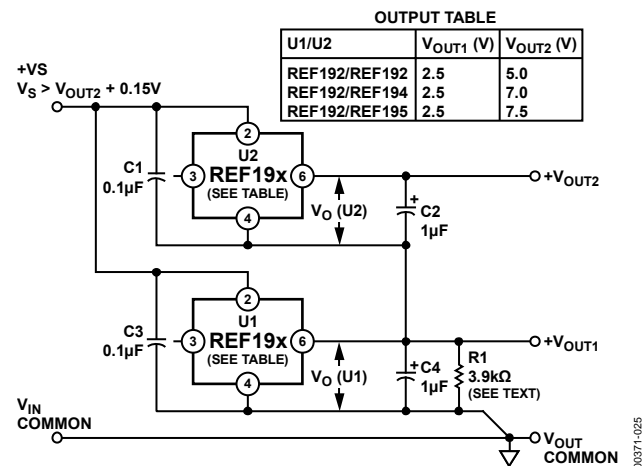 OUTPUT TABLE
U1/U2 VOUT1 (V) VOUT2 (V)
REF192/REF192 2.5 5.0
REF192/REF194 2.5 7.0
REF192/REF195 2.5 7.5
+VS
VS > VOUT2 + 0.15V
2
U2
C1
0.1µF
3
REF19x
6
(SEE TABLE)
4
VO (U2)
+
C2
1µF
+VOUT2
2
U1
C3
0.1µF
3
REF19x
6
(SEE TABLE)
4
VO (U1)
+
C4
1µF
R1
3.9kΩ
(SEE TEXT)
+VOUT1
VIN
COMMON
VOUT
COMMON
00371-025